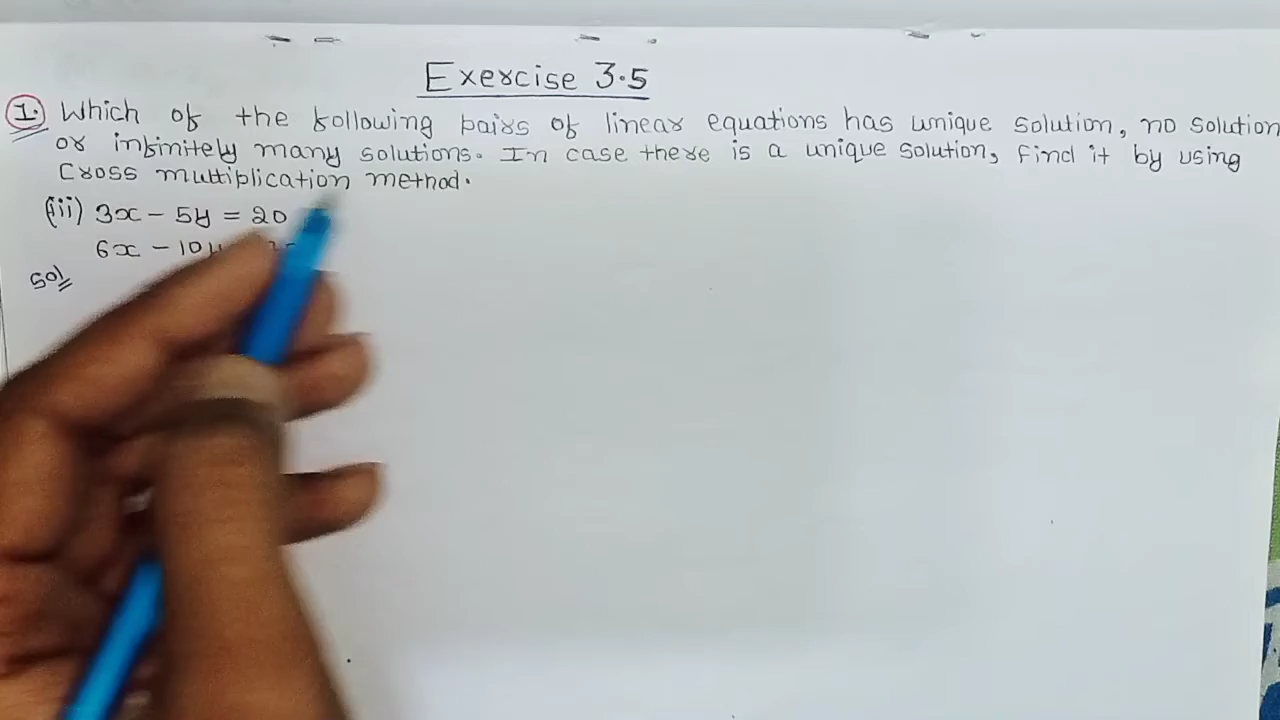 Exercise 3.5
1. Which of the following pairs of linear equations has unique solution, no solution
or infinitely many solutions. In case there is a unique solution, find it by using
Cross multiplication method.
(iii) 3x - 5y = 20
6x - 10y
Sol